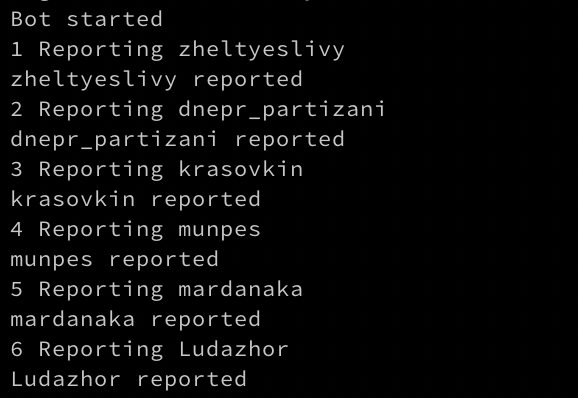 Bot started
1 Reporting zheltyeslivy
zheltyeslivy reported
2 Reporting dnepr_partizani
dnepr_partizani reported
3 Reporting krasovkin
krasovkin reported
4 Reporting munpes
munpes reported
5 Reporting mardanaka
mardanaka reported
6 Reporting Ludazhor
Ludazhor reported